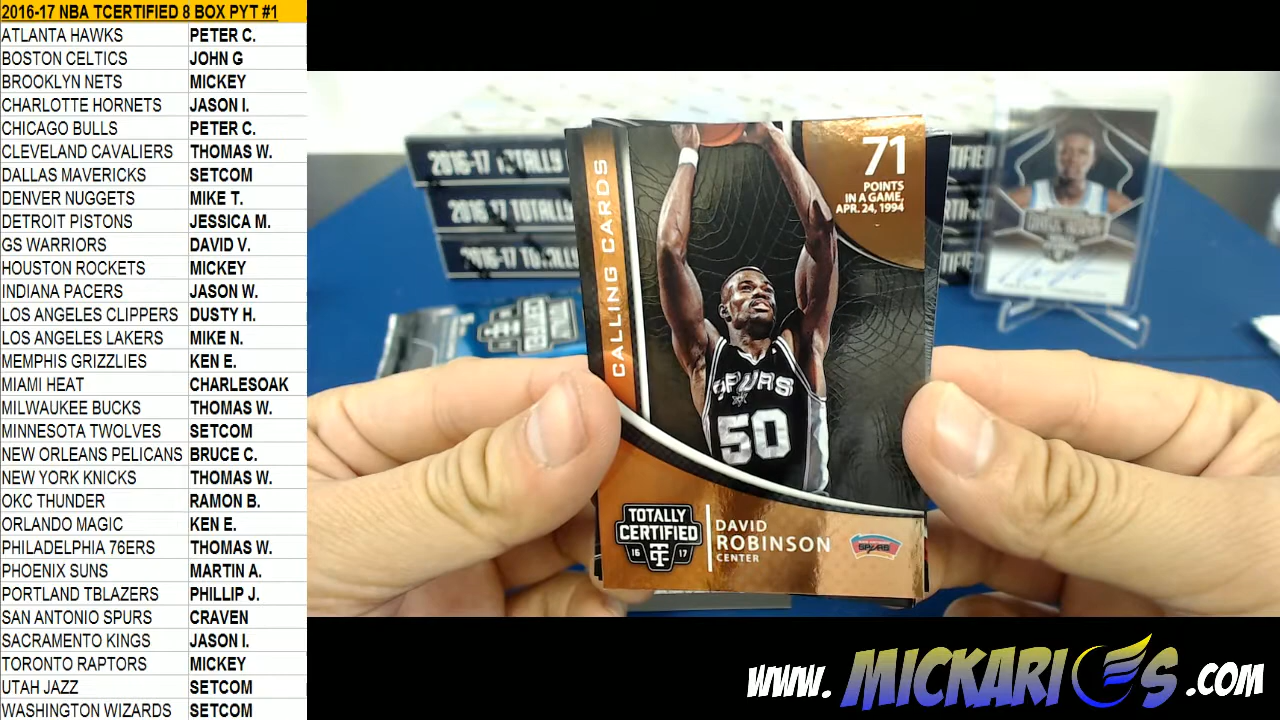 2016-17 NBA TCERTIFIED 8 BOX PYT #1
ATLANTA HAWKS PETER C.
BOSTON CELTICS JOHN G
BROOKLYN NETS MICKEY
CHARLOTTE HORNETS JASON I.
CHICAGO BULLS PETER C.
CLEVELAND CAVALIERS THOMAS W.
DALLAS MAVERICKS SETCOM
DENVER NUGGETS MIKE T.
DETROIT PISTONS JESSICA M.
GS WARRIORS DAVID V.
HOUSTON ROCKETS MICKEY
INDIANA PACERS JASON W.
LOS ANGELES CLIPPERS DUSTY H.
LOS ANGELES LAKERS MIKE N.
MEMPHIS GRIZZLIES KEN E.
MIAMI HEAT CHARLESOAK
MILWAUKEE BUCKS THOMAS W.
MINNESOTA TWOLVES SETCOM
NEW ORLEANS PELICANS BRUCE C.
NEW YORK KNICKS THOMAS W.
OKC THUNDER RAMON B.
ORLANDO MAGIC KEN E.
PHILADELPHIA 76ERS THOMAS W.
PHOENIX SUNS MARTIN A.
PORTLAND TBLAZERS PHILLIP J.
SAN ANTONIO SPURS CRAVEN
SACRAMENTO KINGS JASON I.
TORONTO RAPTORS MICKEY
UTAH JAZZ SETCOM
WASHINGTON WIZARDS SETCOM
2016-17 TOTALLY
2016-17 TOTALLY
2016-17 TOTALLY
CALLING CARDS
71
POINTS
IN A GAME,
APR. 24, 1994
SPURS
50
TOTALLY
CERTIFIED
16 TC 17
DAVID
ROBINSON
CENTER
SPURS
www.MICKARIES.com